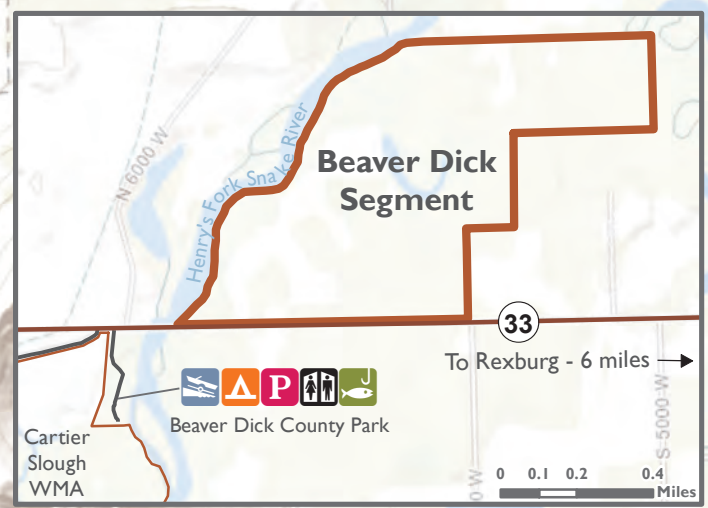 N 6000 W
Henry's Fork Snake River
Beaver Dick
Segment
33
To Rexburg - 6 miles
P
Beaver Dick County Park
Cartier
Slough
WMA
S 5000 W
0 W
0 0.1 0.2 0.4
Miles